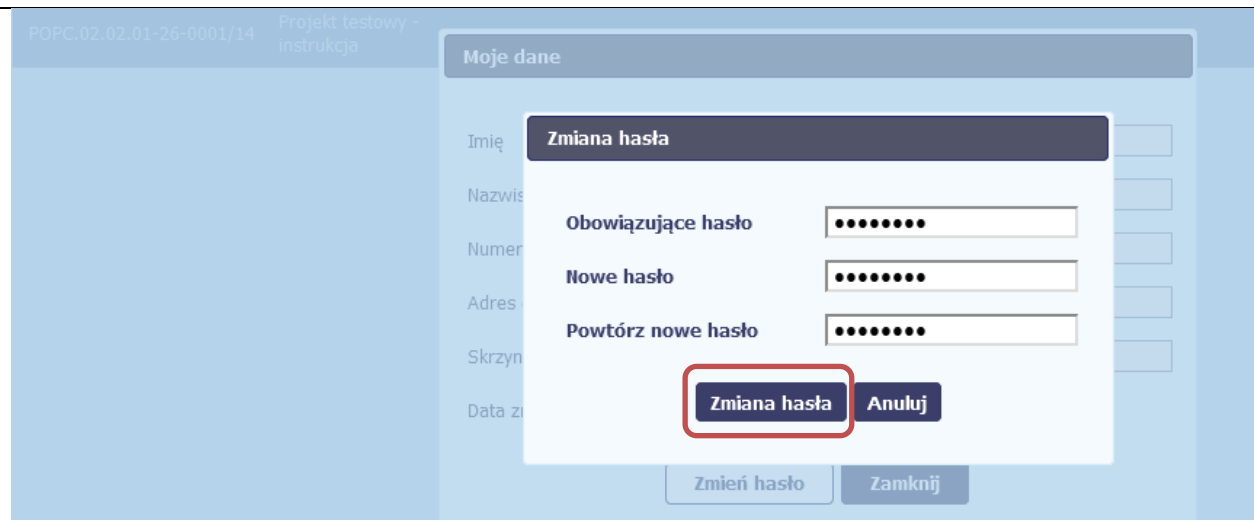 POPC.02.02.01-26-0001/14
Projekt testowy -
instrukcja
Moje dane
Imię
Zmiana hasła
Nazwis
Obowiązujące hasło ••••••••
Numer
Nowe hasło ••••••••
Adres
Powtórz nowe hasło ••••••••
Skrzyn
Zmiana hasła Anuluj
Data z
Zmień hasło Zamknij